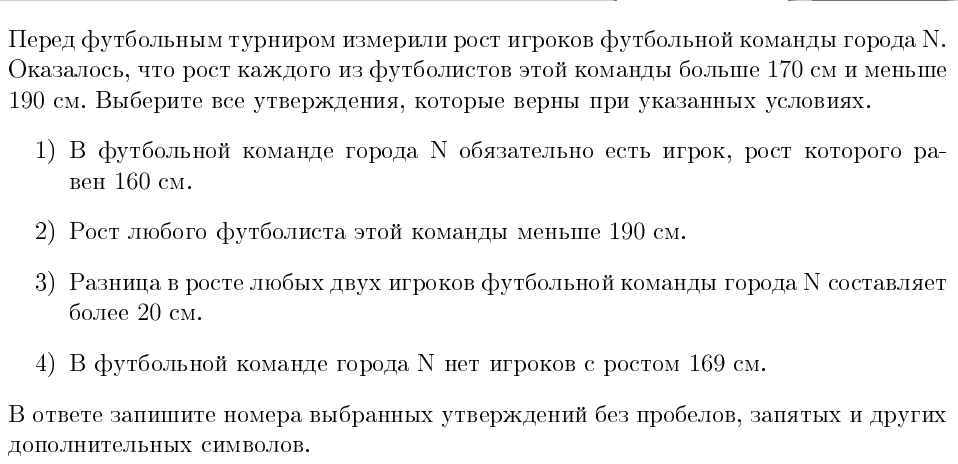 Перед футбольным турниром измерили рост игроков футбольной команды города N.
Оказалось, что рост каждого из футболистов этой команды больше 170 см и меньше
190 см. Выберите все утверждения, которые верны при указанных условиях.
1) В футбольной команде города N обязательно есть игрок, рост которого ра-
вен 160 см.
2) Рост любого футболиста этой команды меньше 190 см.
3) Разница в росте любых двух игроков футбольной команды города N составляет
более 20 см.
4) В футбольной команде города N нет игроков с ростом 169 см.
В ответе запишите номера выбранных утверждений без пробелов, запятых и других
дополнительных символов.